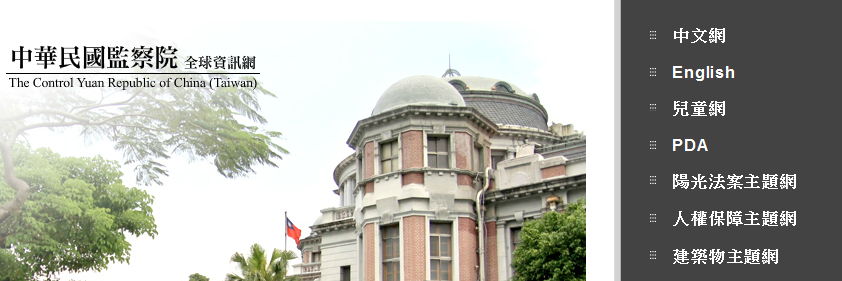 中華民國監察院 全球資訊網
The Control Yuan Republic of China (Taiwan)
中文網
English
兒童網
PDA
陽光法案主題網
人權保障主題網
建築物主題網